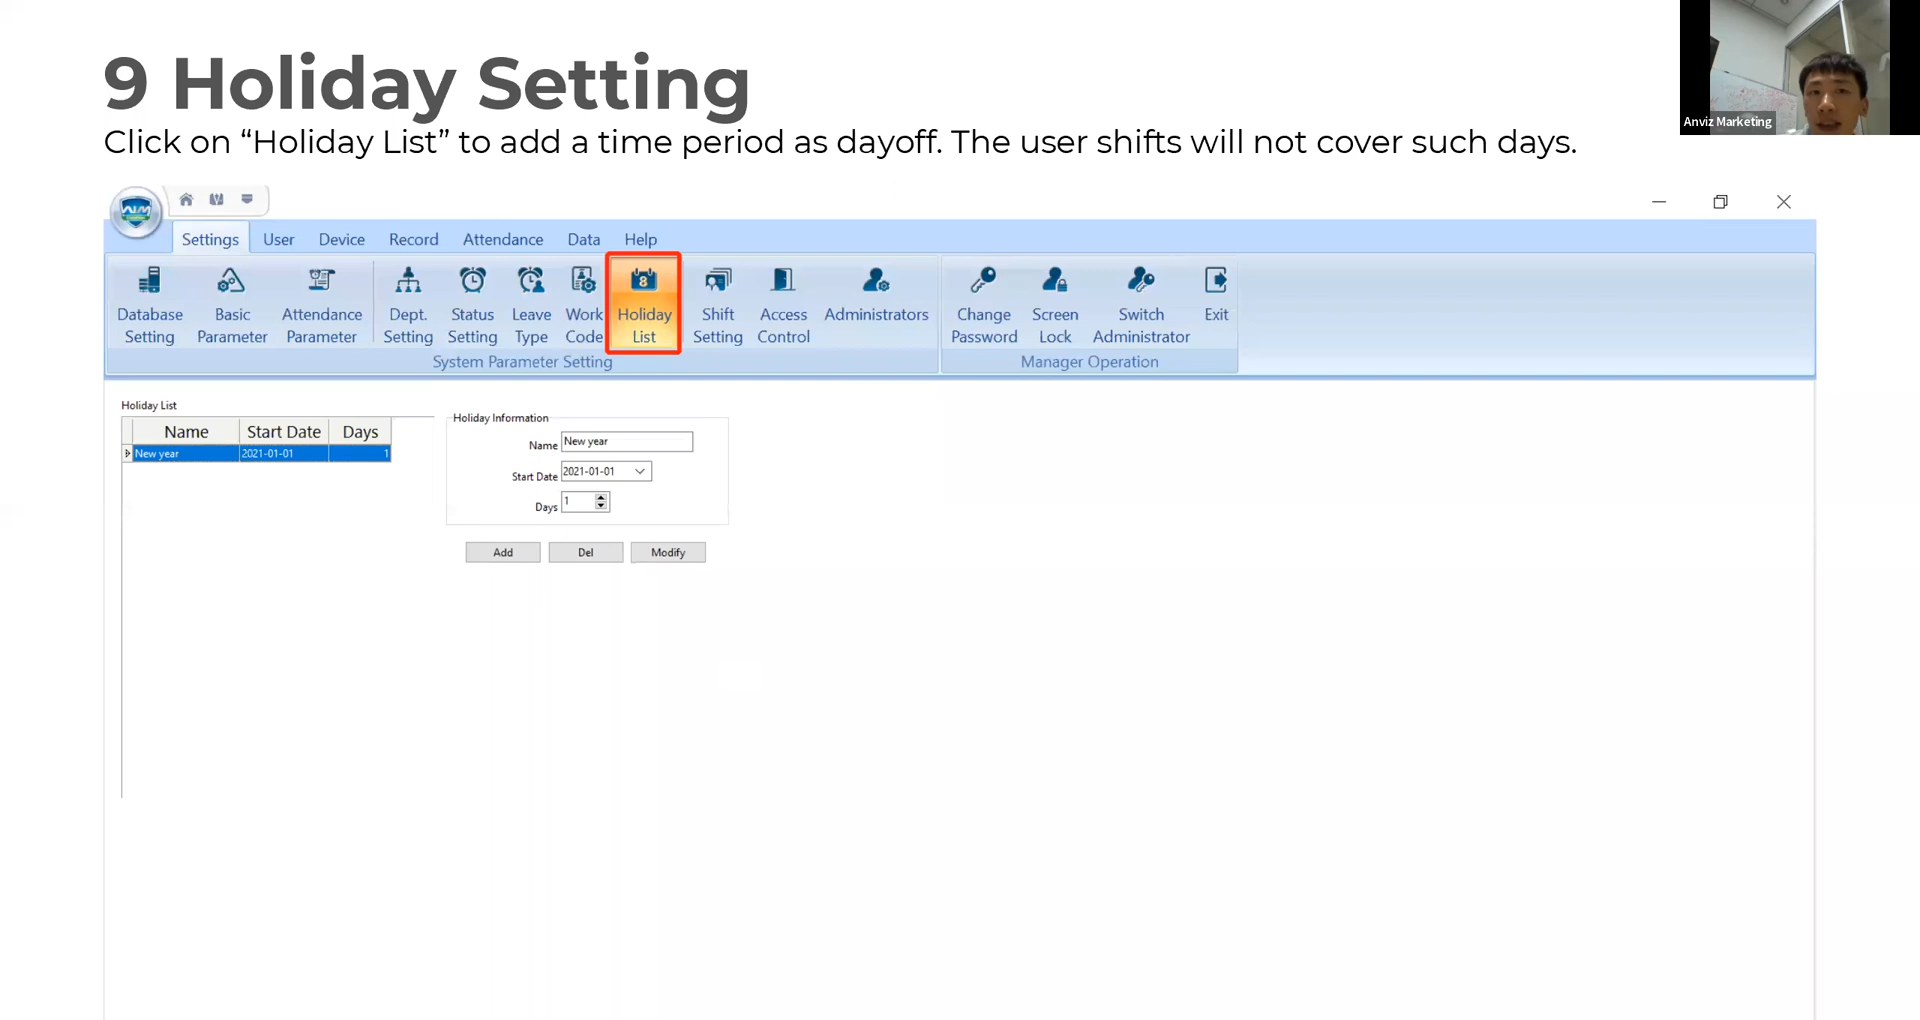 9 Holiday Setting
Click on “Holiday List” to add a time period as dayoff. The user shifts will not cover such days.
Anviz Marketing
Settings User Device Record Attendance Data Help
Database Setting
Basic Parameter
Attendance Parameter
Dept. Setting
Status Setting
Leave Type
Work Code
8
Holiday List
Shift Setting
Access Control
Administrators
Change Password
Screen Lock
Switch Administrator
Exit
System Parameter Setting
Manager Operation
Holiday List
Name Start Date Days
New year 2021-01-01 1
Holiday Information
Name New year
Start Date 2021-01-01
Days 1
Add Del Modify